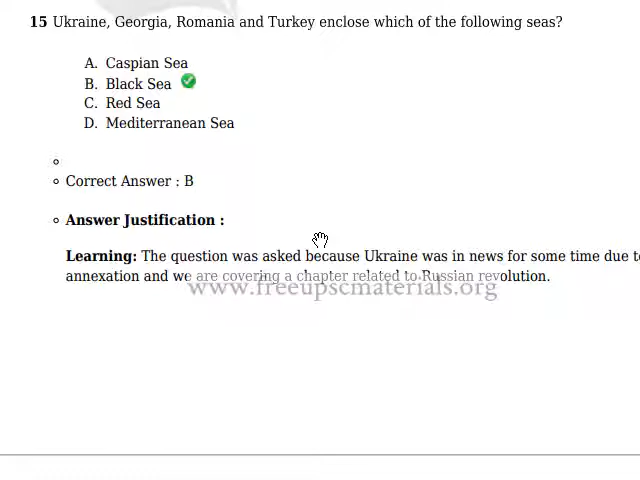 15 Ukraine, Georgia, Romania and Turkey enclose which of the following seas?
A. Caspian Sea
B. Black Sea
C. Red Sea
D. Mediterranean Sea
Correct Answer : B
Answer Justification :
Learning: The question was asked because Ukraine was in news for some time due
annexation and we are covering a chapter related to Russian revolution.
www.freeupscmaterials.org